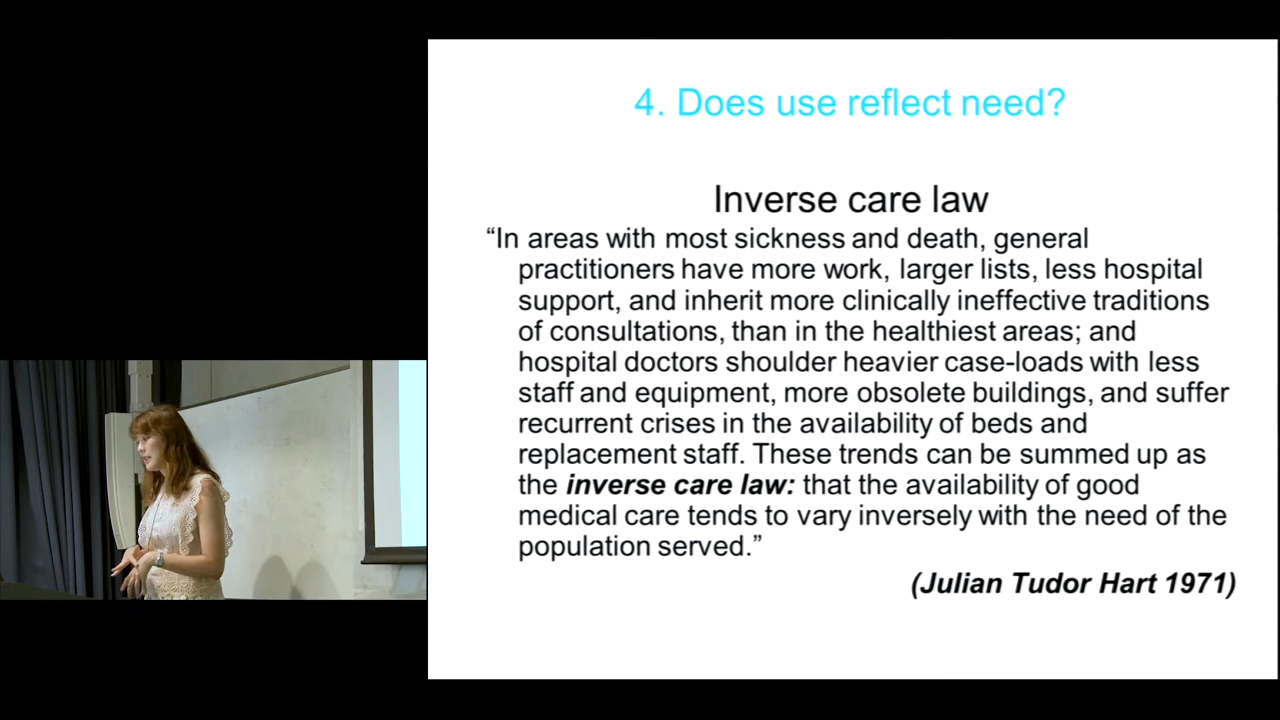 4. Does use reflect need?
Inverse care law
“In areas with most sickness and death, general
practitioners have more work, larger lists, less hospital
support, and inherit more clinically ineffective traditions
of consultations, than in the healthiest areas; and
hospital doctors shoulder heavier case-loads with less
staff and equipment, more obsolete buildings, and suffer
recurrent crises in the availability of beds and
replacement staff. These trends can be summed up as
the inverse care law: that the availability of good
medical care tends to vary inversely with the need of the
population served.”
(Julian Tudor Hart 1971)